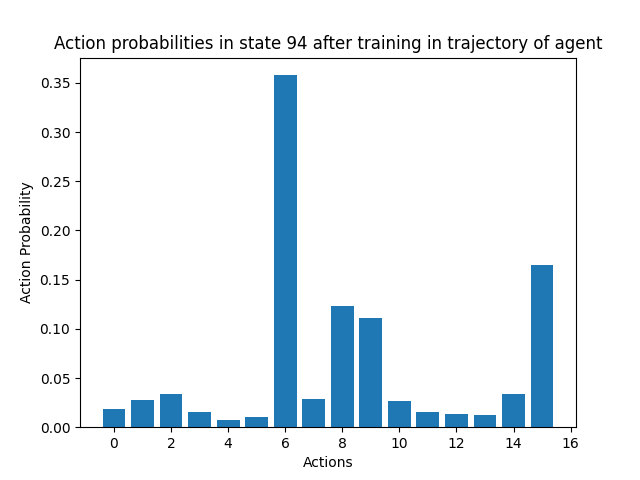 Action probabilities in state 94 after training in trajectory of agent
0.35
0.30
0.25
0.20
0.15
0.10
0.05
0.00
Action Probability
0 2 4 6 8 10 12 14 16
Actions